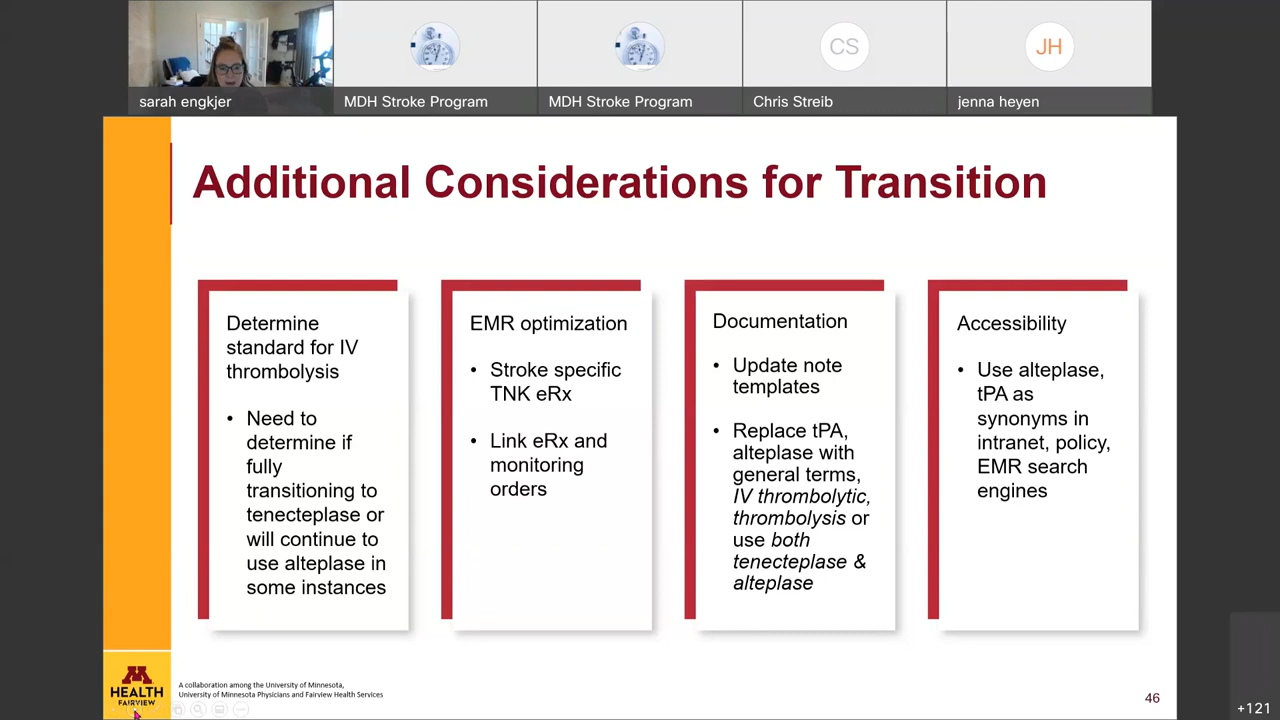 CS
JH
sarah engkjer
MDH Stroke Program
MDH Stroke Program
Chris Streib
jenna heyen
Additional Considerations for Transition
Determine
standard for IV
thrombolysis
• Need to
determine if
fully
transitioning to
tenecteplase or
will continue to
use alteplase in
some instances
EMR optimization
• Stroke specific
TNK eRx
• Link eRx and
monitoring
orders
Documentation
• Update note
templates
• Replace tPA,
alteplase with
general terms,
IV thrombolytic,
thrombolysis or
use both
tenecteplase &
alteplase
Accessibility
• Use alteplase,
tPA as
synonyms in
intranet, policy,
EMR search
engines
M
HEALTH
FAIRVIEW
A collaboration among the University of Minnesota,
University of Minnesota Physicians and Fairview Health Services
46
+121